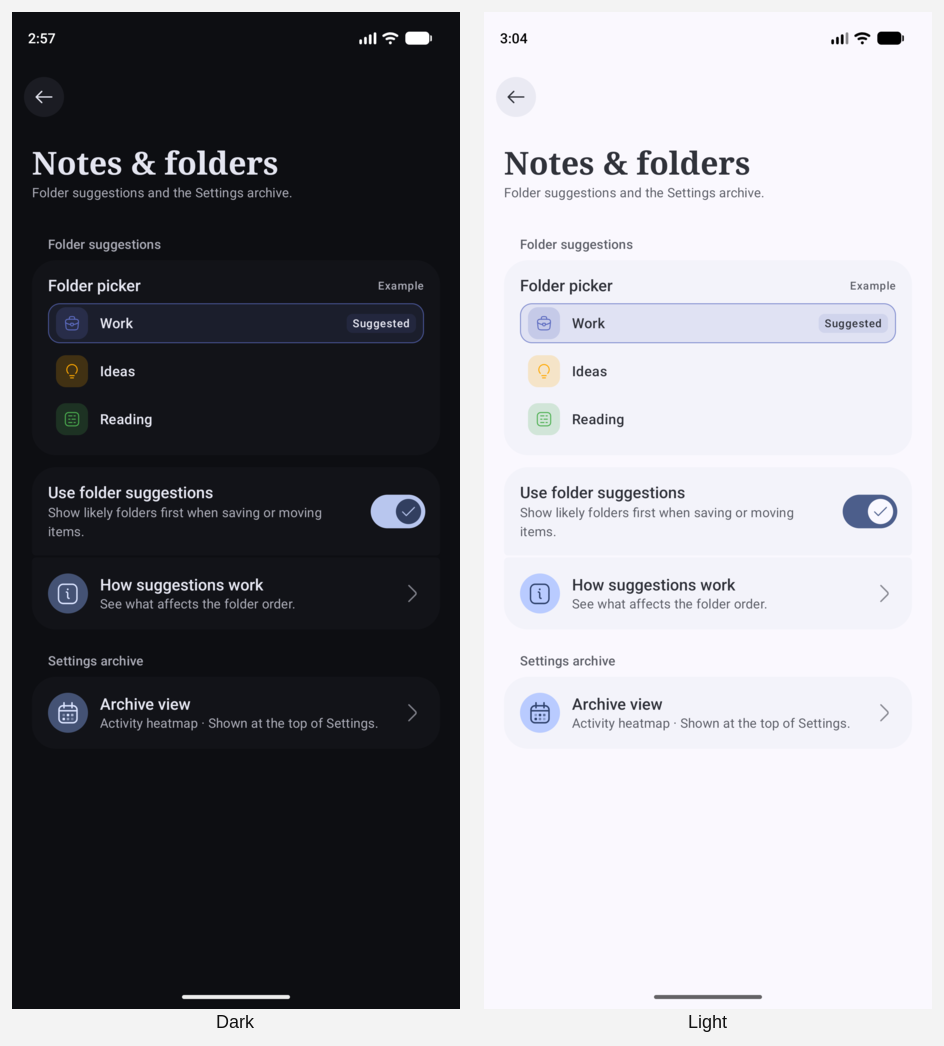 2:57
Notes & folders
Folder suggestions and the Settings archive.
Folder suggestions
Folder picker
Example
Work
Suggested
Ideas
Reading
Use folder suggestions
Show likely folders first when saving or moving
items.
How suggestions work
See what affects the folder order.
Settings archive
Archive view
Activity heatmap · Shown at the top of Settings.
Dark
3:04
Notes & folders
Folder suggestions and the Settings archive.
Folder suggestions
Folder picker
Example
Work
Suggested
Ideas
Reading
Use folder suggestions
Show likely folders first when saving or moving
items.
How suggestions work
See what affects the folder order.
Settings archive
Archive view
Activity heatmap · Shown at the top of Settings.
Light